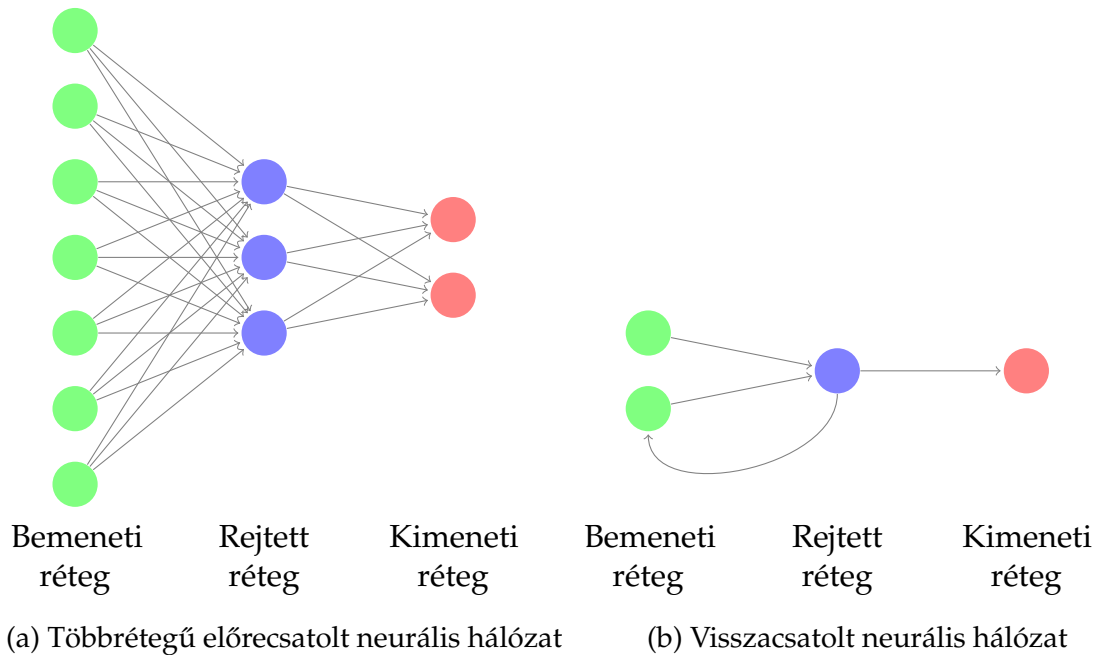 Bemeneti
réteg
Rejtett
réteg
Kimeneti
réteg
(a) Többrétegű előrecsatolt neurális hálózat
Bemeneti
réteg
Rejtett
réteg
Kimeneti
réteg
(b) Visszacsatolt neurális hálózat